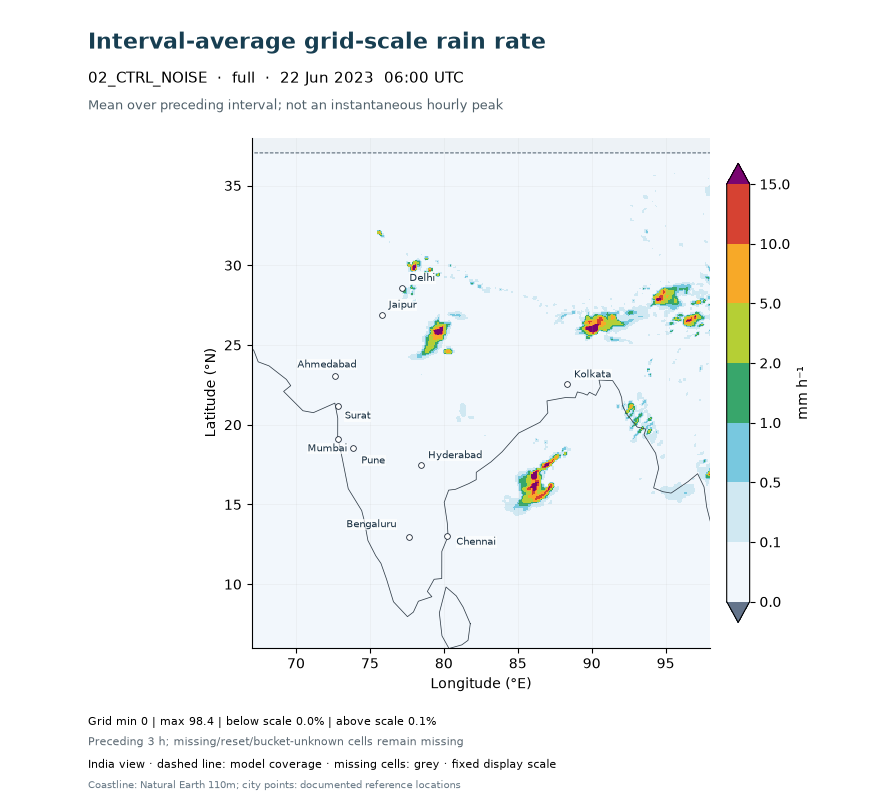 Interval-average grid-scale rain rate
02_CTRL_NOISE · full · 22 Jun 2023 06:00 UTC
Mean over preceding interval; not an instantaneous hourly peak
35
30
25
20
15
10
Latitude (°N)
70
75
80
85
90
95
Longitude (°E)
Delhi
Jaipur
Ahmedabad
Kolkata
Surat
Mumbai
Pune
Hyderabad
Bengaluru
Chennai
15.0
10.0
5.0
2.0
1.0
0.5
0.1
0.0
mm h⁻¹
Grid min 0 | max 98.4 | below scale 0.0% | above scale 0.1%
Preceding 3 h; missing/reset/bucket-unknown cells remain missing
India view · dashed line: model coverage · missing cells: grey · fixed display scale
Coastline: Natural Earth 110m; city points: documented reference locations